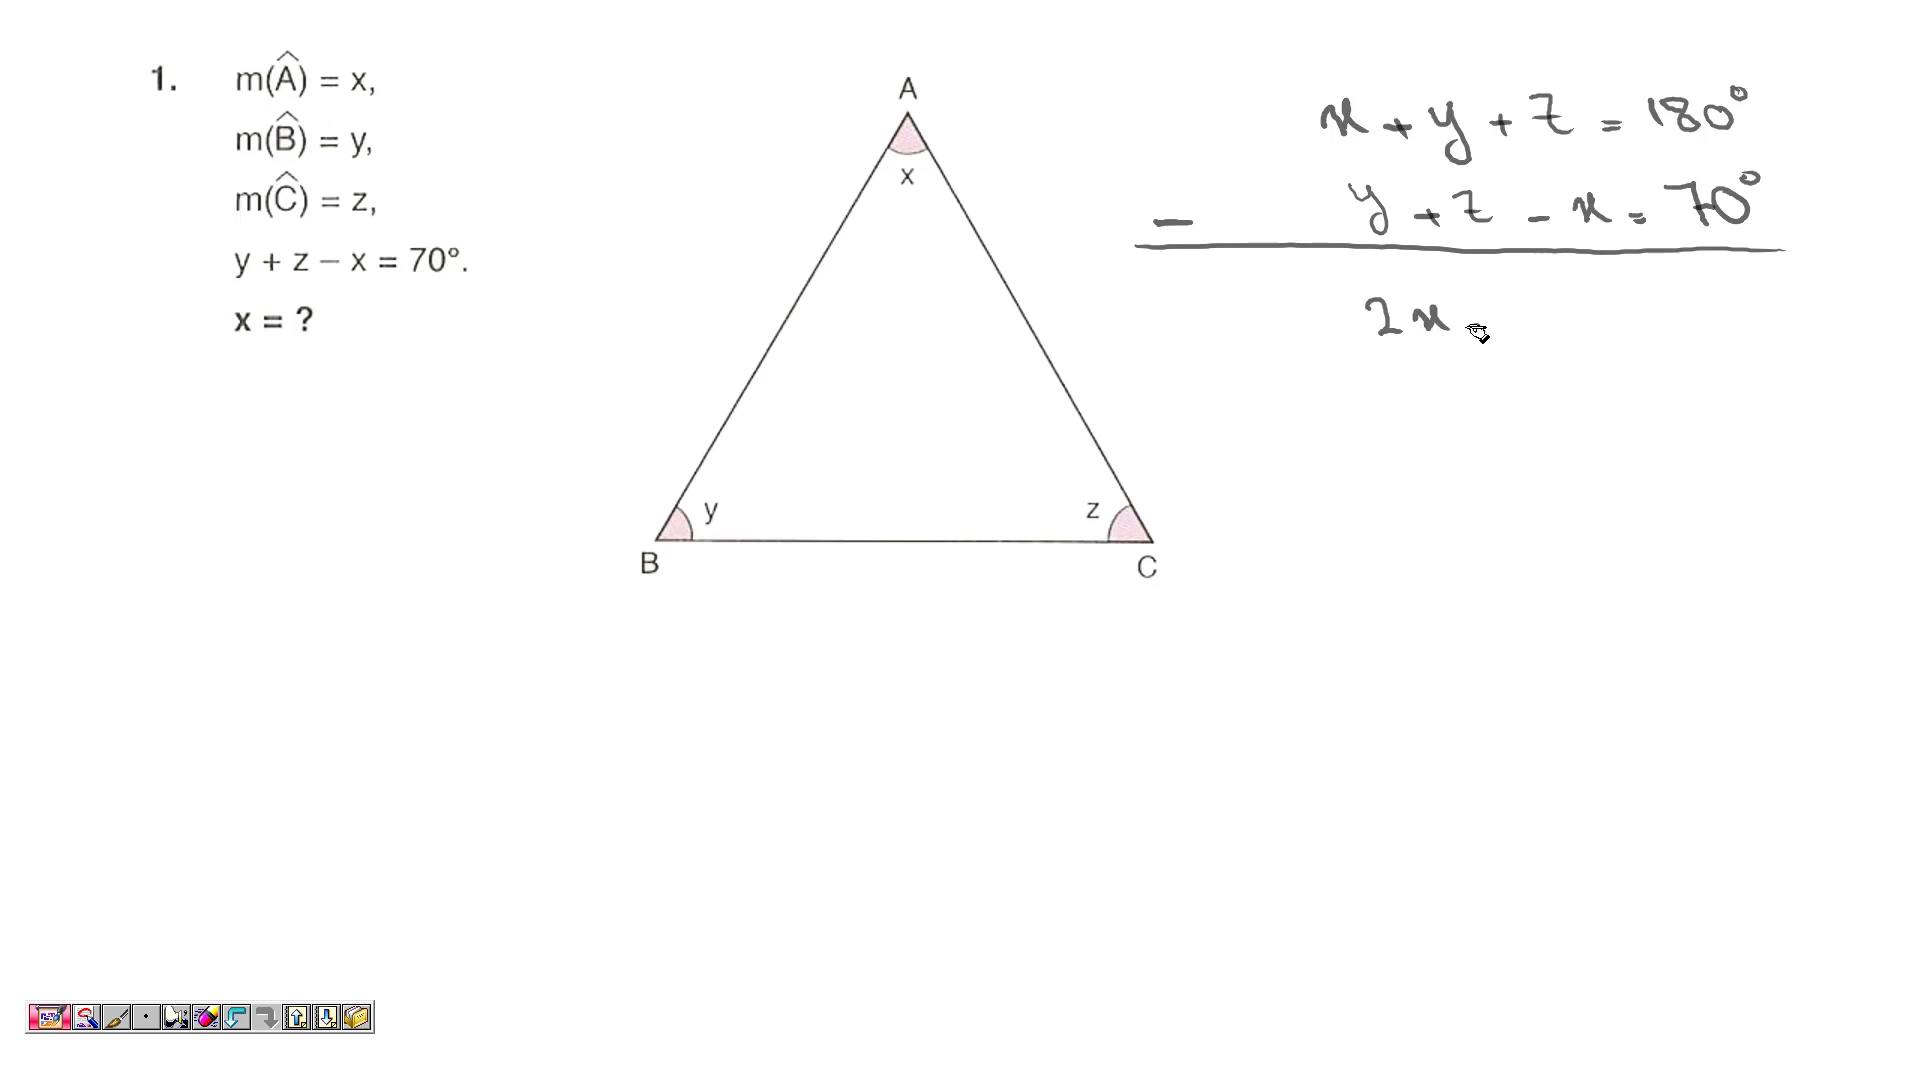 1. m(Â) = x,
m(B̂) = y,
m(Ĉ) = z,
y + z − x = 70°.
x = ?
A
x
y
z
B
C
x + y + z = 180°
− y + z - x = 70°
2x